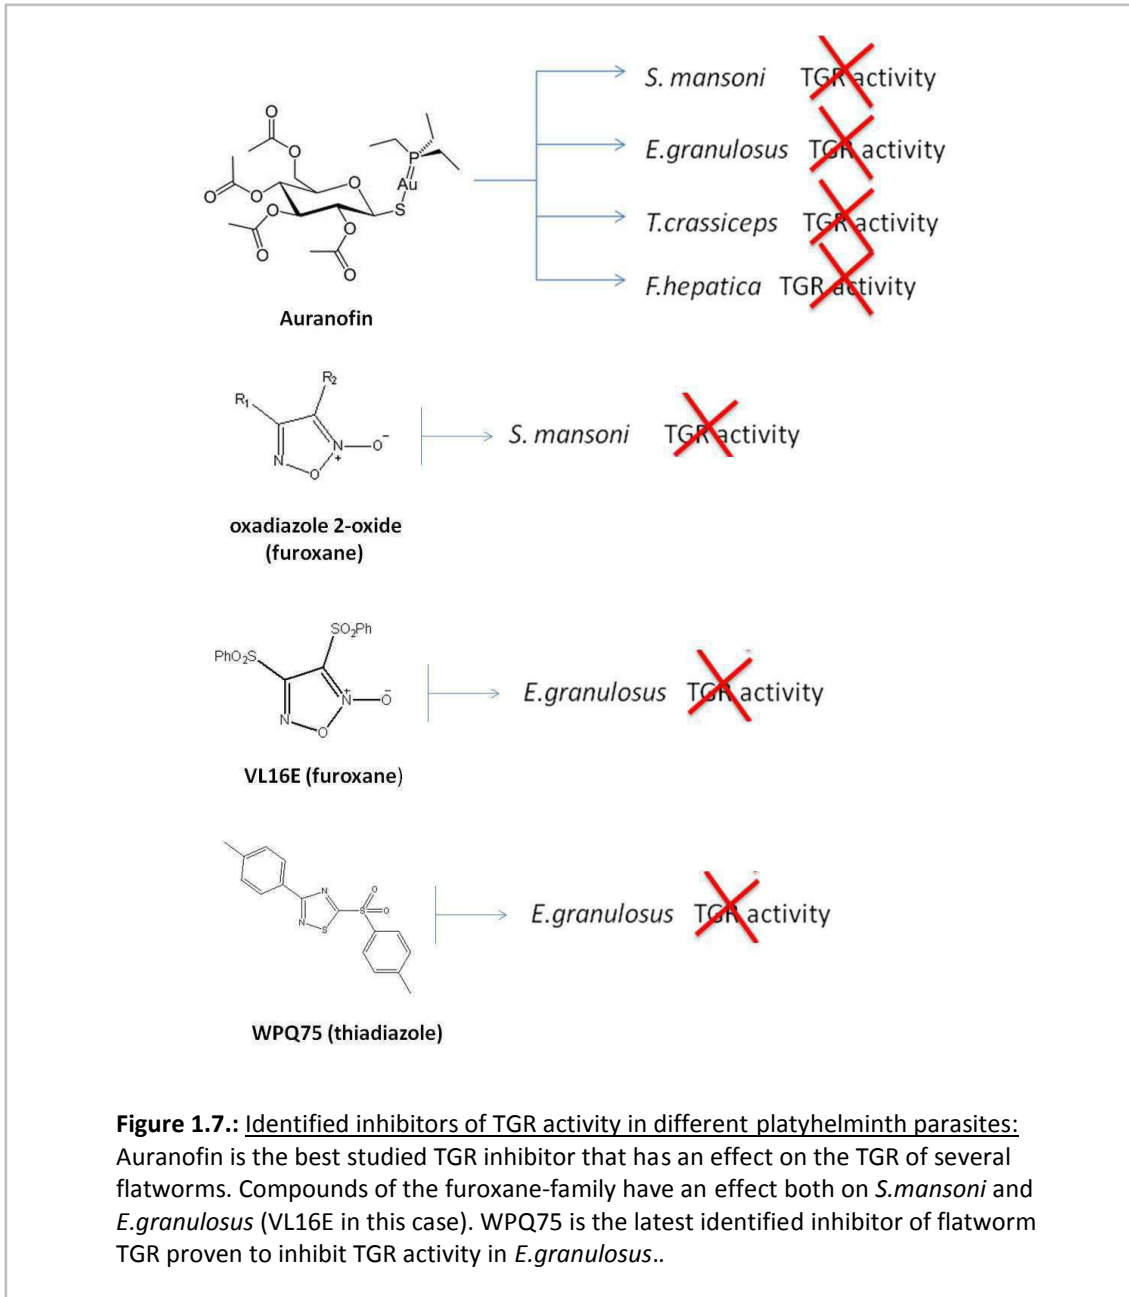 S. mansoni TGR activity
E.granulosus TGR activity
T.crassiceps TGR activity
F.hepatica TGR activity
O
O
O
O
O
O
O
O
O
S
Au
P
Auranofin
R1
R2
N
O
N+
O−
S. mansoni TGR activity
oxadiazole 2-oxide
(furoxane)
PhO2S
SO2Ph
N
O
N+
O−
E.granulosus TGR activity
VL16E (furoxane)
N
N
S
S
O
O
E.granulosus TGR activity
WPQ75 (thiadiazole)
Figure 1.7.: Identified inhibitors of TGR activity in different platyhelminth parasites:
Auranofin is the best studied TGR inhibitor that has an effect on the TGR of several
flatworms. Compounds of the furoxane-family have an effect both on S.mansoni and
E.granulosus (VL16E in this case). WPQ75 is the latest identified inhibitor of flatworm
TGR proven to inhibit TGR activity in E.granulosus..